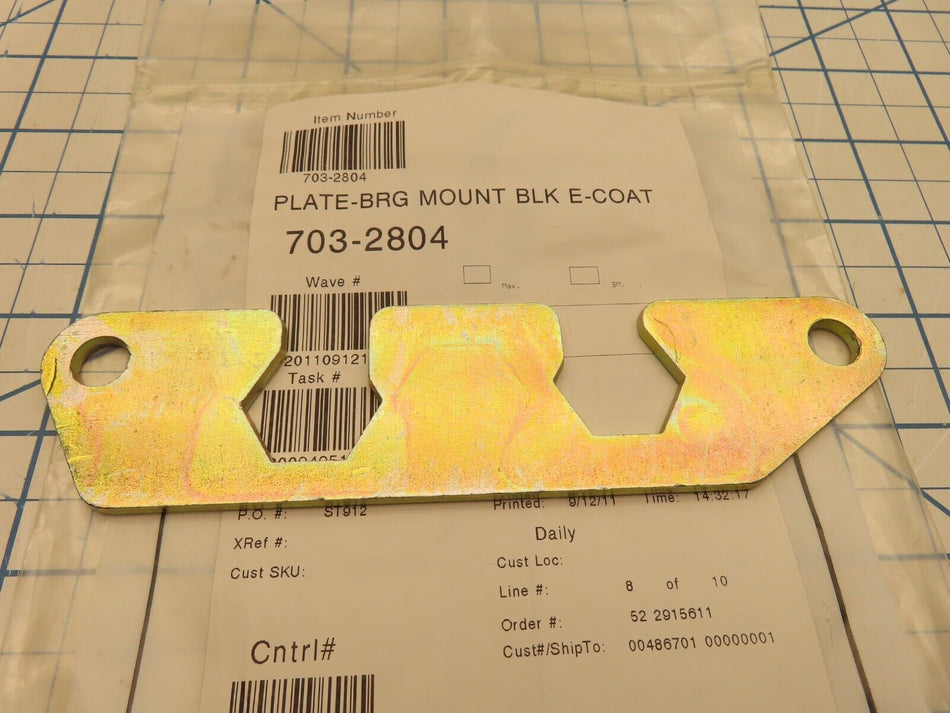 Item Number
703-2804
PLATE-BRG MOUNT BLK E-COAT
703-2804
Wave #
Max.
SM.
201109121
Task #
P.O. #: ST912
Printed: 9/12/11 Time: 14:32:17
XRef #:
Daily
Cust SKU:
Cust Loc:
Line #: 8 of 10
Order #: 52 2915611
Cntrl#
Cust#/ShipTo: 00486701 00000001